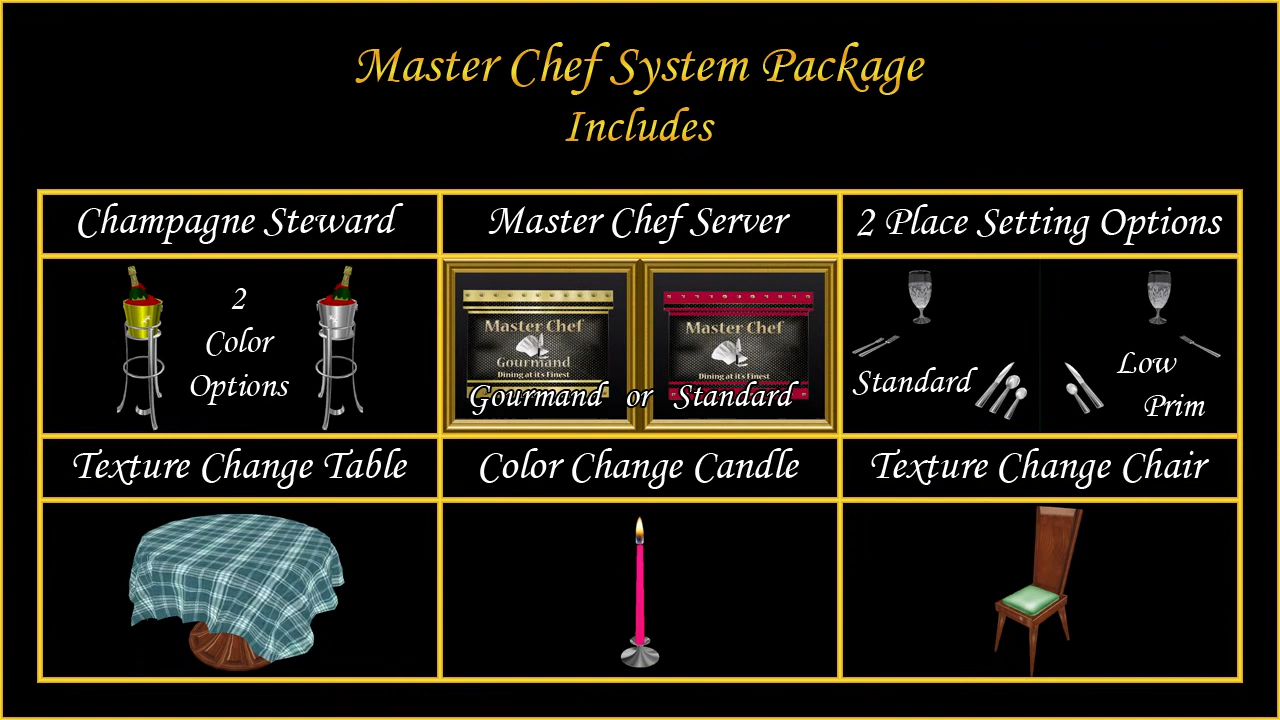 Master Chef System Package
Includes
Champagne Steward
Master Chef Server
2 Place Setting Options
2
Color
Options
Master Chef
Gourmand
Dining at it's Finest
Gourmand or Standard
Master Chef
Dining at it's Finest
Standard
Low
Prim
Texture Change Table
Color Change Candle
Texture Change Chair